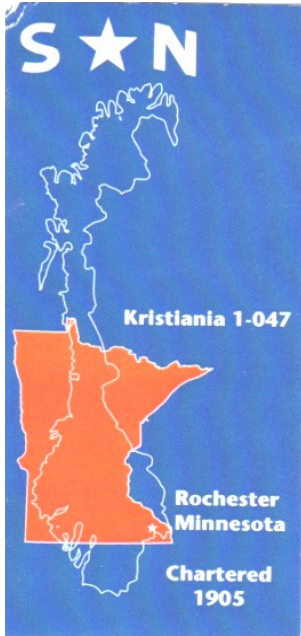 S ★ N
Kristiania 1-047
Rochester
Minnesota
Chartered
1905